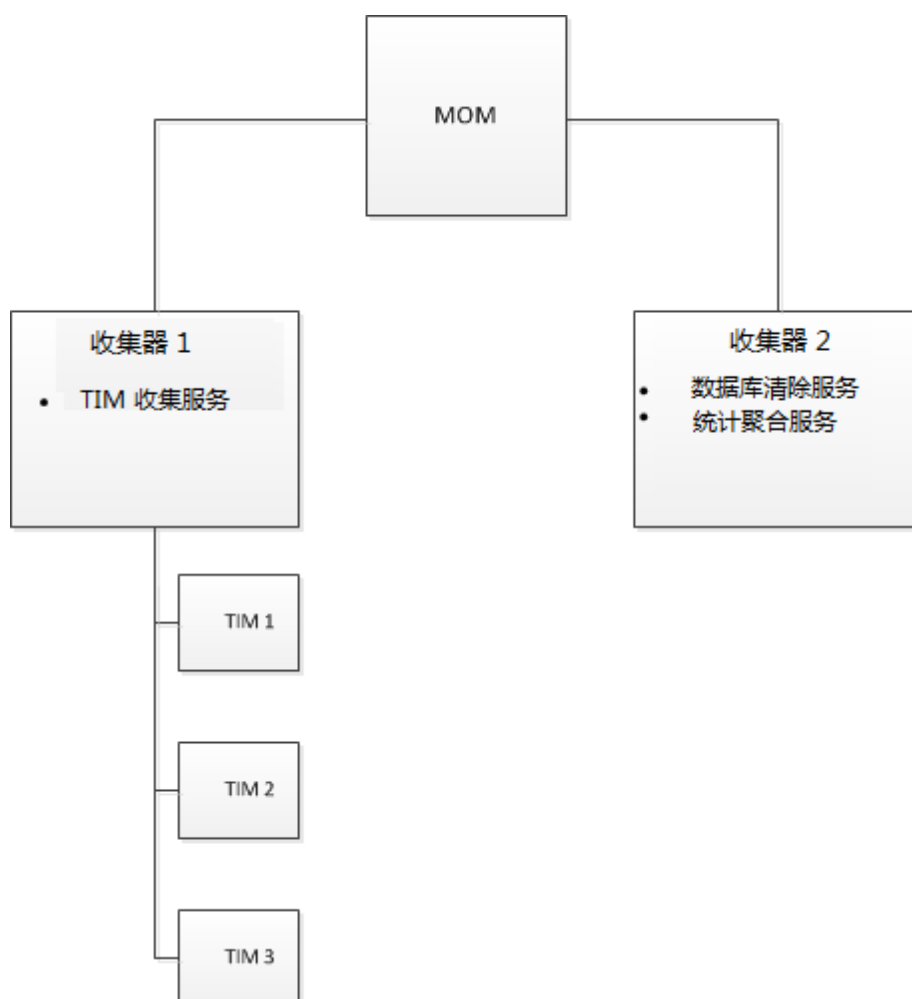 MOM
收集器 1
• TIM 收集服务
收集器 2
• 数据库清除服务
• 统计聚合服务
TIM 1
TIM 2
TIM 3